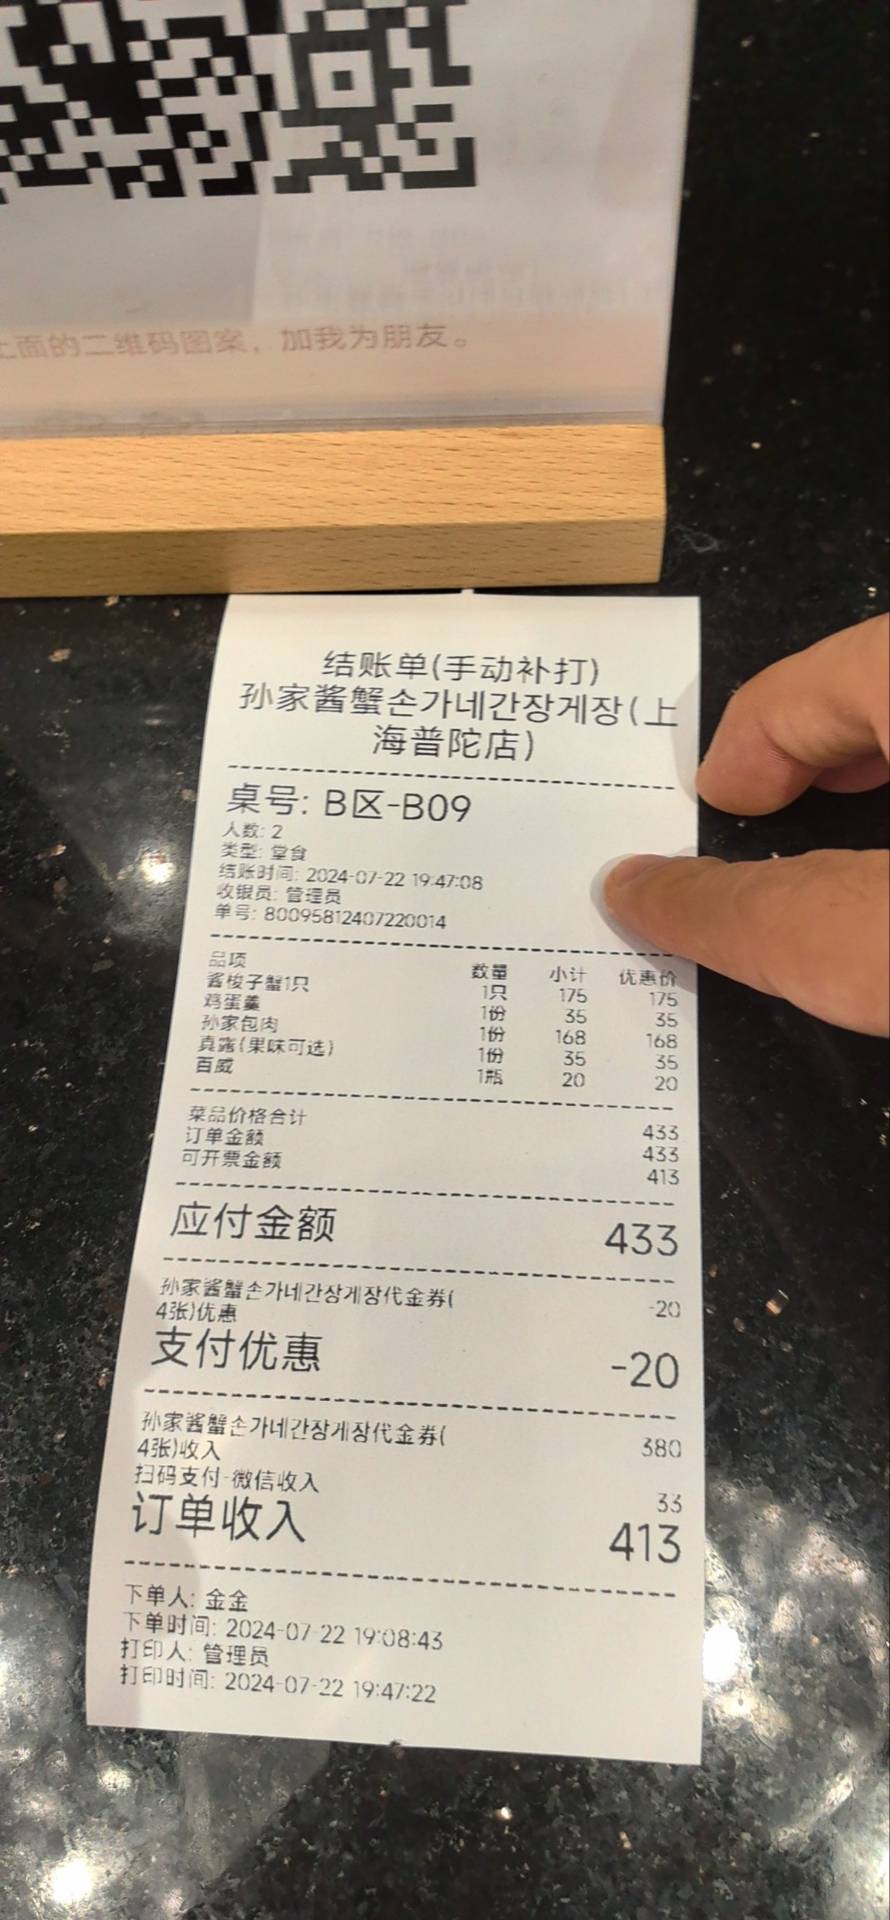 上面的二维码图案，加我为朋友。
结账单(手动补打)
孙家酱蟹손가네간장게장(上
海普陀店)
桌号: B区-B09
人数: 2
类型: 堂食
结账时间: 2024-07-22 19:47:08
收银员: 管理员
单号: 80095812407220014
品项 数量 小计 优惠价
酱梭子蟹1只 1只 175 175
鸡蛋羹 1份 35 35
孙家包肉 1份 168 168
真露(果味可选) 1份 35 35
百威 1瓶 20 20
菜品价格合计 433
订单金额 433
可开票金额 413
应付金额 433
孙家酱蟹손가네간장게장代金券( -20
4张)优惠
支付优惠 -20
孙家酱蟹손가네간장게장代金券( 380
4张)收入
扫码支付-微信收入 33
订单收入 413
下单人: 金金
下单时间: 2024-07-22 19:08:43
打印人: 管理员
打印时间: 2024-07-22 19:47:22